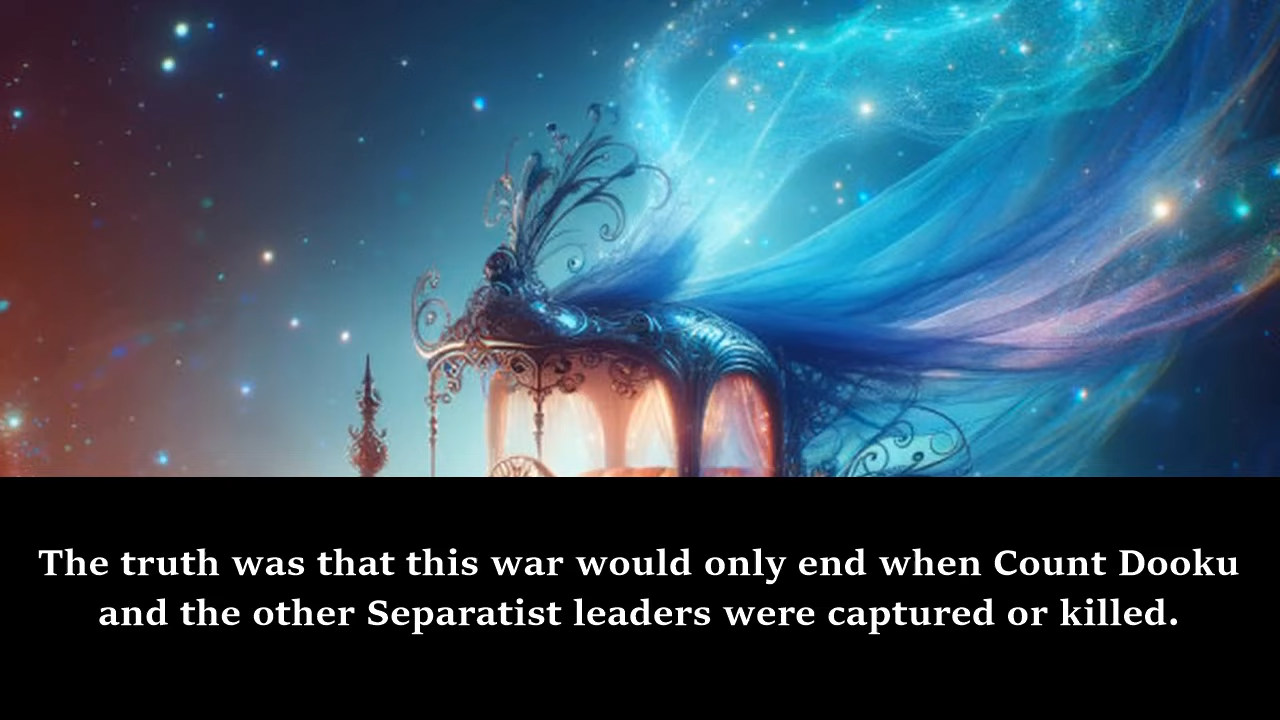 The truth was that this war would only end when Count Dooku
and the other Separatist leaders were captured or killed.